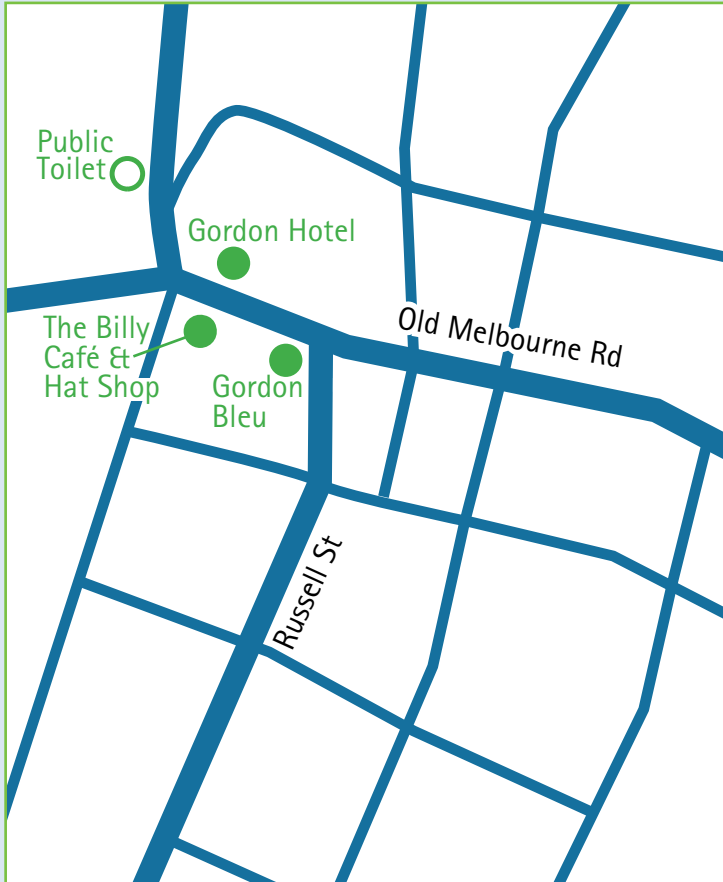 Public
Toilet
Gordon Hotel
Old Melbourne Rd
The Billy
Café &
Hat Shop
Gordon
Bleu
Russell St